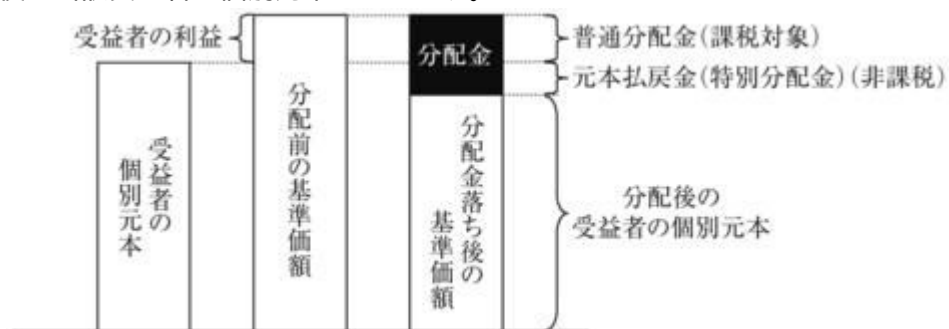 受益者の利益
分配金
普通分配金(課税対象)
元本払戻金(特別分配金)(非課税)
受益者の
個別元本
分配前の基準価額
分配金落ち後の
基準価額
分配後の
受益者の個別元本